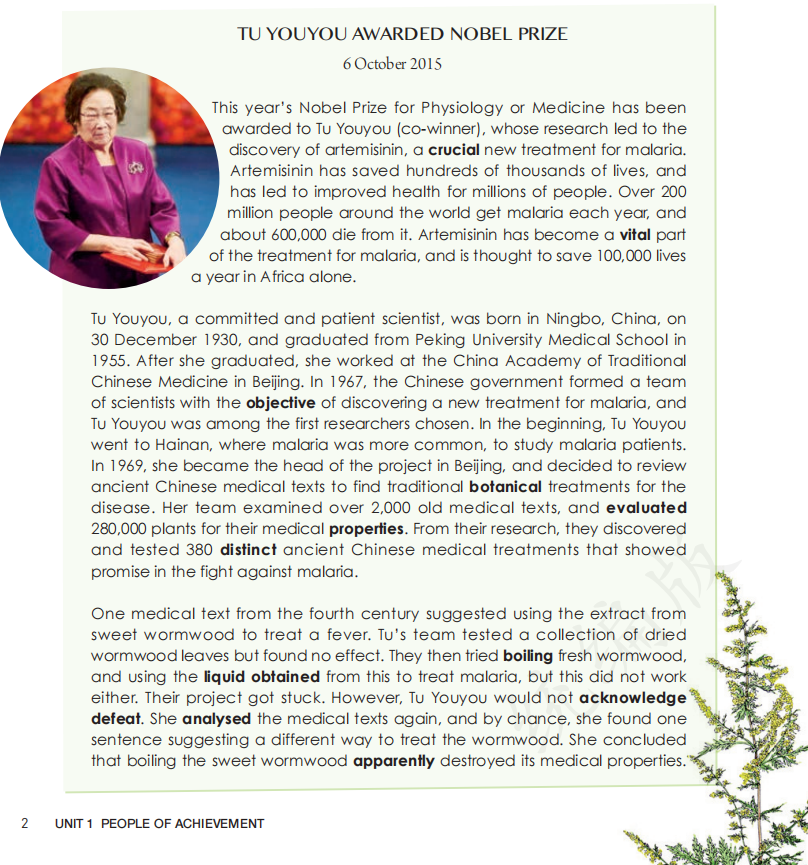 TU YOUYOU AWARDED NOBEL PRIZE
6 October 2015
This year's Nobel Prize for Physiology or Medicine has been
awarded to Tu Youyou (co-winner), whose research led to the
discovery of artemisinin, a crucial new treatment for malaria.
Artemisinin has saved hundreds of thousands of lives, and
has led to improved health for millions of people. Over 200
million people around the world get malaria each year, and
about 600,000 die from it. Artemisinin has become a vital part
of the treatment for malaria, and is thought to save 100,000 lives
a year in Africa alone.
Tu Youyou, a committed and patient scientist, was born in Ningbo, China, on
30 December 1930, and graduated from Peking University Medical School in
1955. After she graduated, she worked at the China Academy of Traditional
Chinese Medicine in Beijing. In 1967, the Chinese government formed a team
of scientists with the objective of discovering a new treatment for malaria, and
Tu Youyou was among the first researchers chosen. In the beginning, Tu Youyou
went to Hainan, where malaria was more common, to study malaria patients.
In 1969, she became the head of the project in Beijing, and decided to review
ancient Chinese medical texts to find traditional botanical treatments for the
disease. Her team examined over 2,000 old medical texts, and evaluated
280,000 plants for their medical properties. From their research, they discovered
and tested 380 distinct ancient Chinese medical treatments that showed
promise in the fight against malaria.
One medical text from the fourth century suggested using the extract from
sweet wormwood to treat a fever. Tu's team tested a collection of dried
wormwood leaves but found no effect. They then tried boiling fresh wormwood,
and using the liquid obtained from this to treat malaria, but this did not work
either. Their project got stuck. However, Tu Youyou would not acknowledge
defeat. She analysed the medical texts again, and by chance, she found one
sentence suggesting a different way to treat the wormwood. She concluded
that boiling the sweet wormwood apparently destroyed its medical properties.
2 UNIT 1 PEOPLE OF ACHIEVEMENT